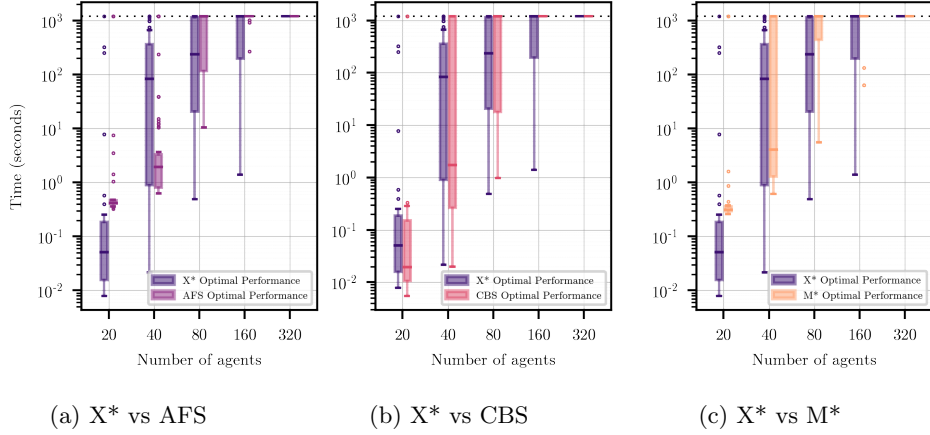 Time (seconds)
10^3
10^2
10^1
10^0
10^-1
10^-2
20 40 80 160 320
Number of agents
X* Optimal Performance
AFS Optimal Performance
(a) X* vs AFS
10^3
10^2
10^1
10^0
10^-1
10^-2
20 40 80 160 320
Number of agents
X* Optimal Performance
CBS Optimal Performance
(b) X* vs CBS
10^3
10^2
10^1
10^0
10^-1
10^-2
20 40 80 160 320
Number of agents
X* Optimal Performance
M* Optimal Performance
(c) X* vs M*